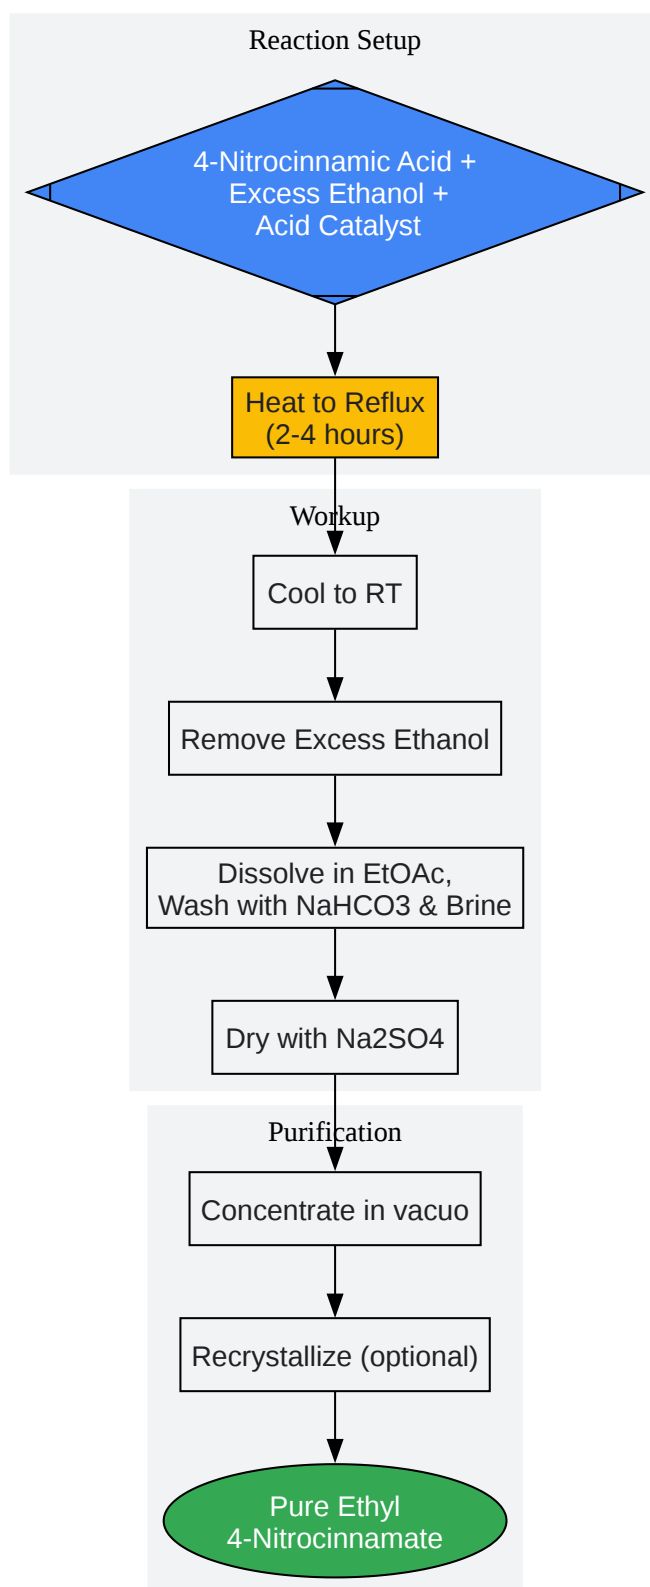 Reaction Setup
4-Nitrocinnamic Acid +
Excess Ethanol +
Acid Catalyst
Heat to Reflux
(2-4 hours)
Workup
Cool to RT
Remove Excess Ethanol
Dissolve in EtOAc,
Wash with NaHCO3 & Brine
Dry with Na2SO4
Purification
Concentrate in vacuo
Recrystallize (optional)
Pure Ethyl
4-Nitrocinnamate